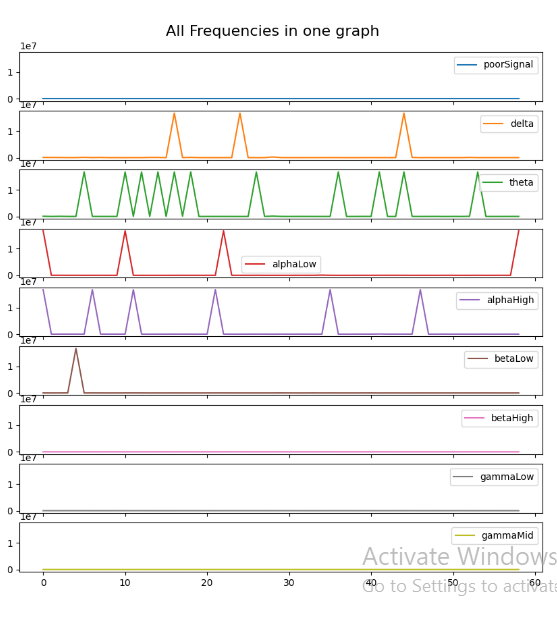 All Frequencies in one graph
1e7
1
0
poorSignal
1e7
1
0
delta
1e7
1
0
theta
1e7
1
0
alphaLow
1e7
1
0
alphaHigh
1e7
1
0
betaLow
1e7
1
0
betaHigh
1e7
1
0
gammaLow
1e7
1
0
gammaMid
0 10 20 30 40 50 60
Activate Windows
Go to Settings to activat